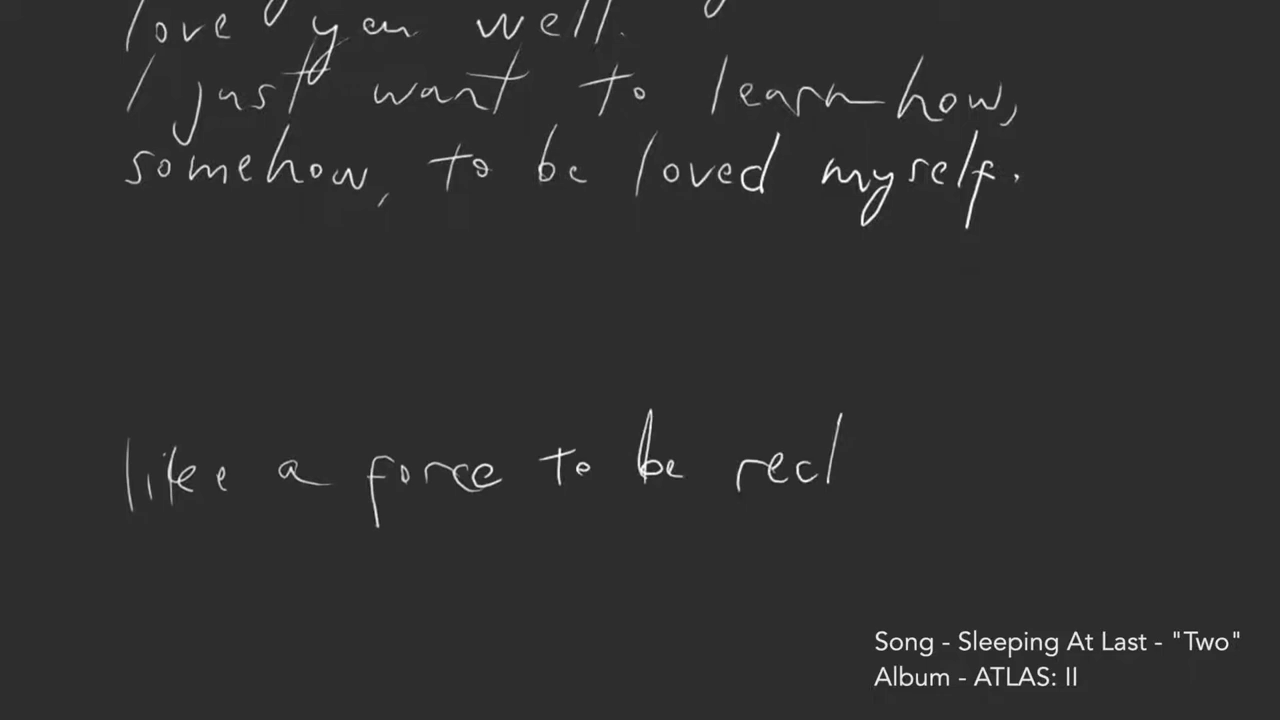 love you well.
I just want to learn how,
somehow, to be loved myself.
like a force to be recl
Song - Sleeping At Last - "Two"
Album - ATLAS: II